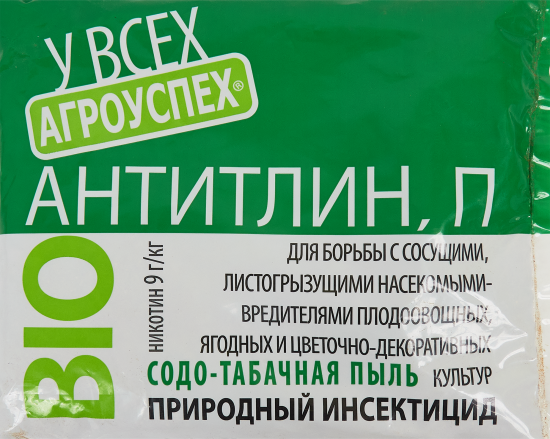 У ВСЕХ
АГРОУСПЕХ®
АНТИТЛИН, П
BIO
НИКОТИН 9 г/кг
ДЛЯ БОРЬБЫ С СОСУЩИМИ,
ЛИСТОГРЫЗУЩИМИ НАСЕКОМЫМИ-
ВРЕДИТЕЛЯМИ ПЛОДООВОЩНЫХ,
ЯГОДНЫХ И ЦВЕТОЧНО-ДЕКОРАТИВНЫХ
СОДО-ТАБАЧНАЯ ПЫЛЬ КУЛЬТУР
ПРИРОДНЫЙ ИНСЕКТИЦИД